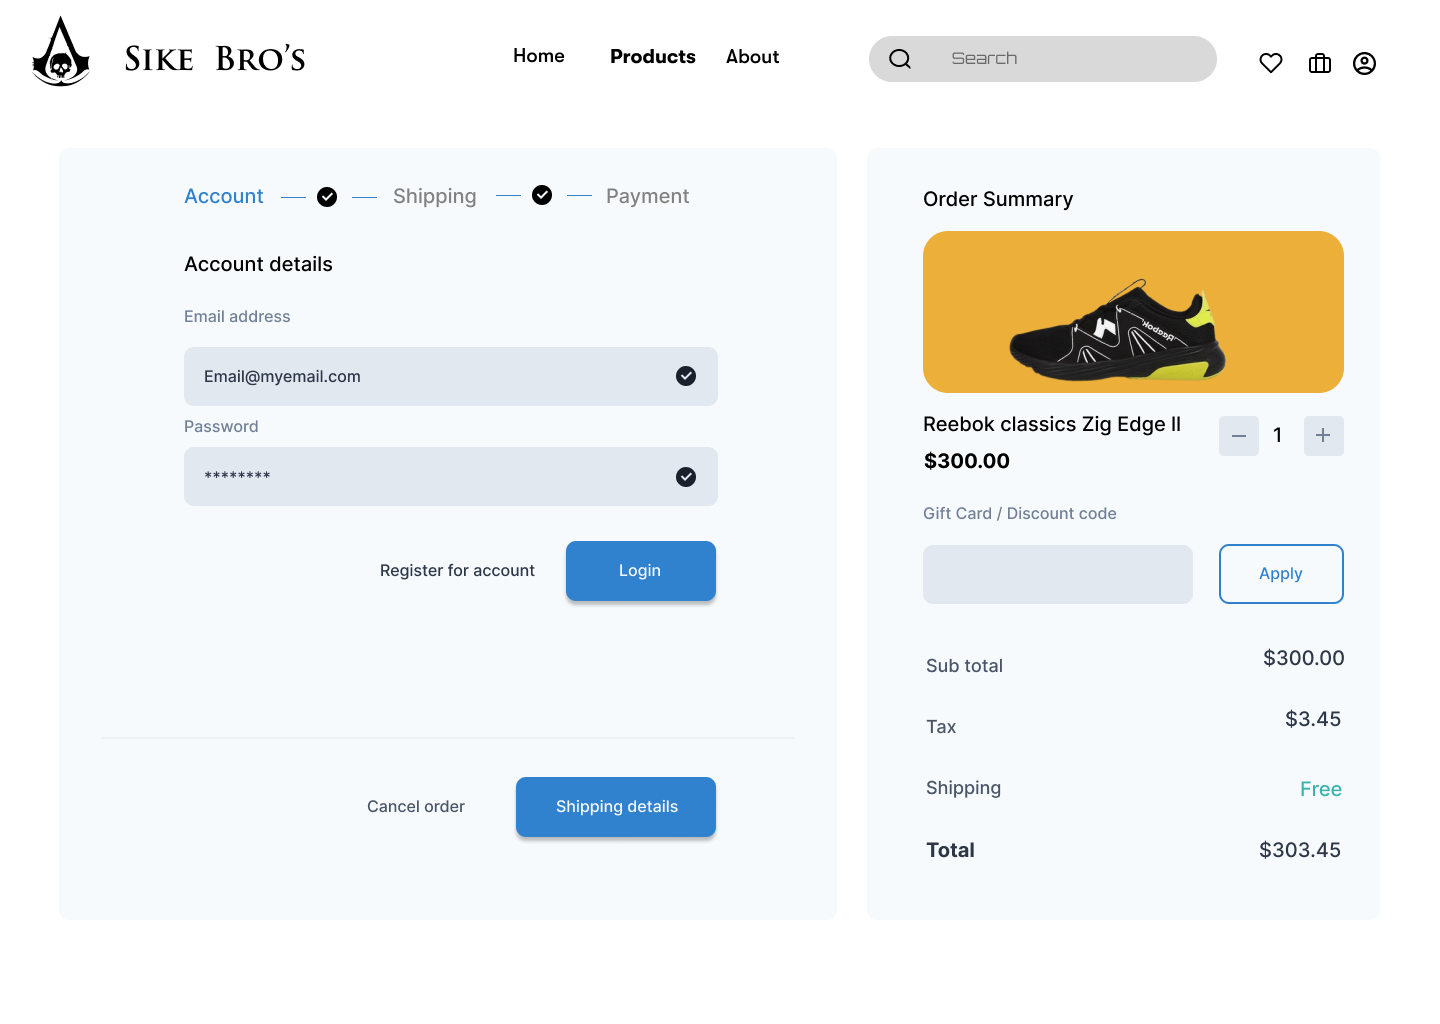 SIKE BRO'S
Home Products About
Search
Account Shipping Payment
Account details
Email address
Email@myemail.com
Password
********
Register for account Login
Cancel order Shipping details
Order Summary
Reebok
Reebok classics Zig Edge ll
1
$300.00
Gift Card / Discount code
Apply
Sub total $300.00
Tax $3.45
Shipping Free
Total $303.45